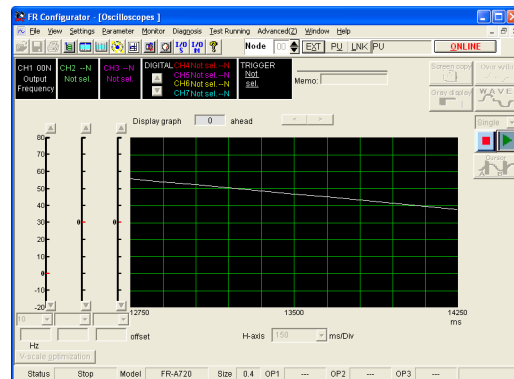 FR Configurator - [Oscilloscopes ]
File View Settings Parameter Monitor Diagnosis Test Running Advanced(Z) Window Help
Node 00 EXT PU LNK PU ONLINE
CH1 00N Output Frequency
CH2 --N Not sel.
CH3 --N Not sel.
DIGITAL CH4 Not sel. --N
CH5 Not sel. --N
CH6 Not sel. --N
CH7 Not sel. --N
TRIGGER Not sel.
Memo:
Screen copy
Over write
Gray display
WAVE
Display graph 0 ahead
Single
Cursor
80
70
60
50
40
30
20
10
0
-10
-20
0
0
12750 13500 14250
ms
10
Hz
offset
H-axis 150 ms/Div
V-scale optimization
Status Stop Model FR-A720 Size 0.4 OP1 --- OP2 --- OP3 ---